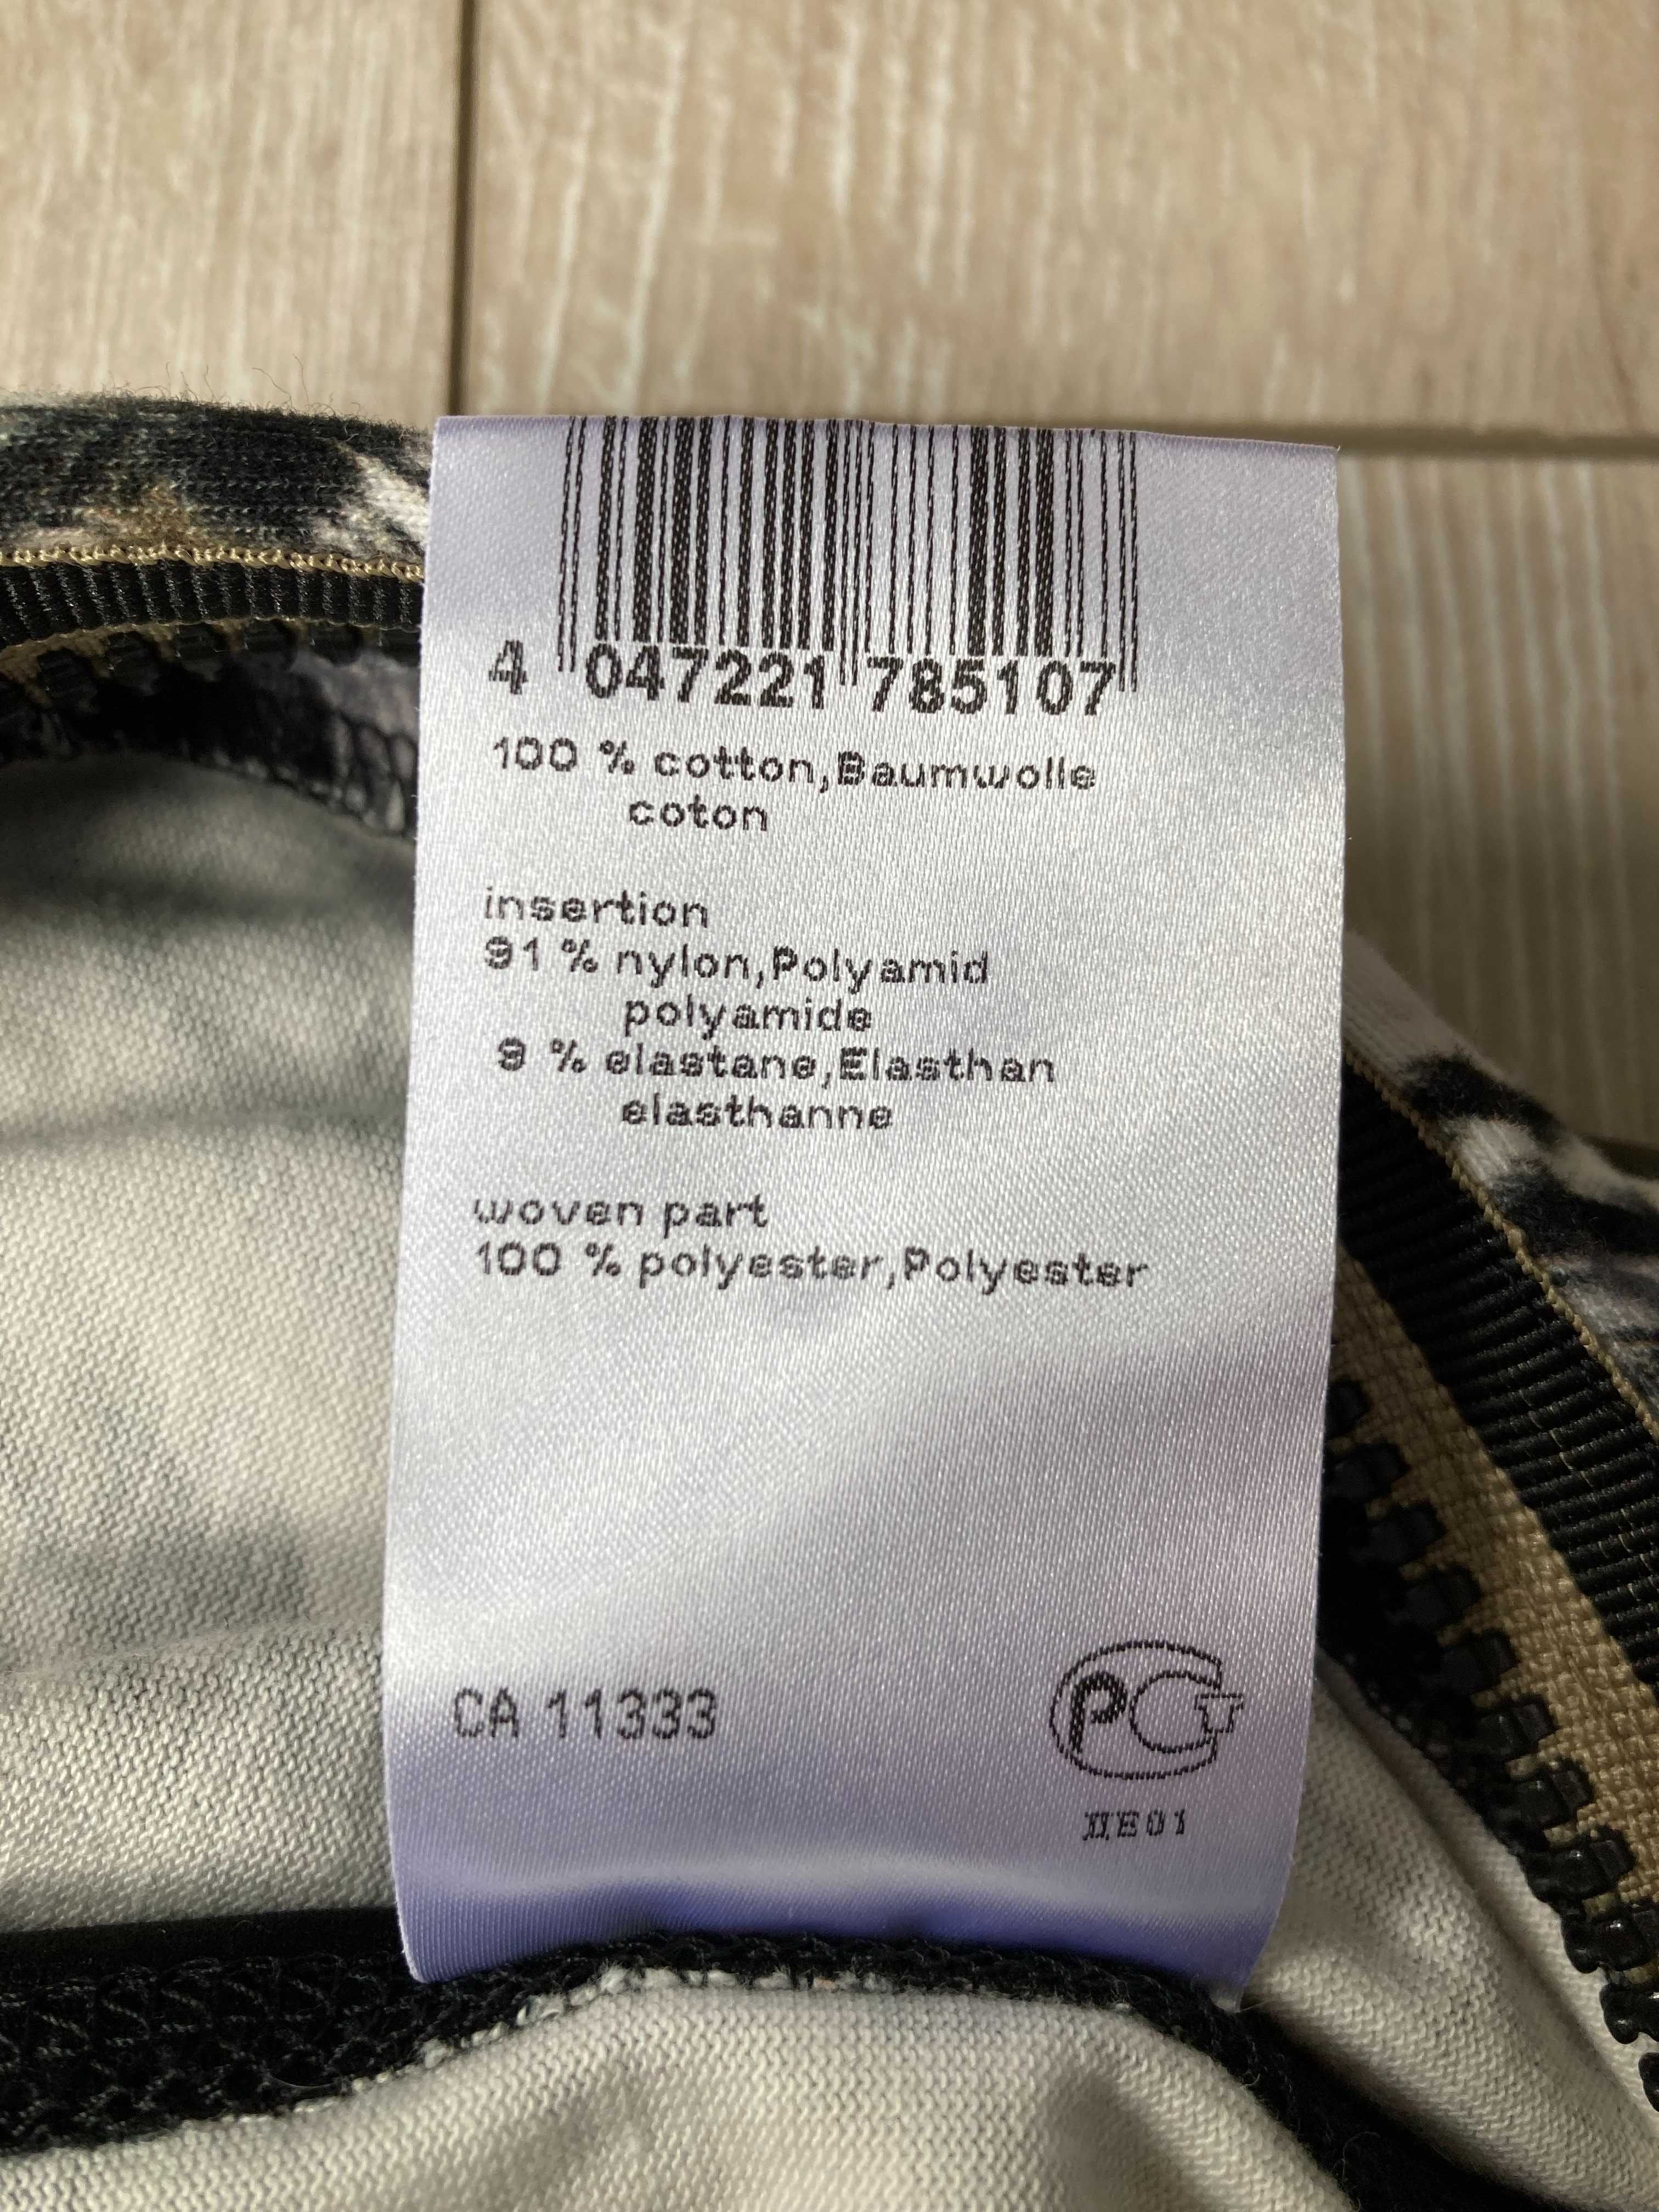 4 047221 785107
100 % cotton,Baumwolle
coton
insertion
91 % nylon,Polyamid
polyamide
9 % elastane,Elasthan
elasthanne
woven part
100 % polyester,Polyester
CA 11333
PCT